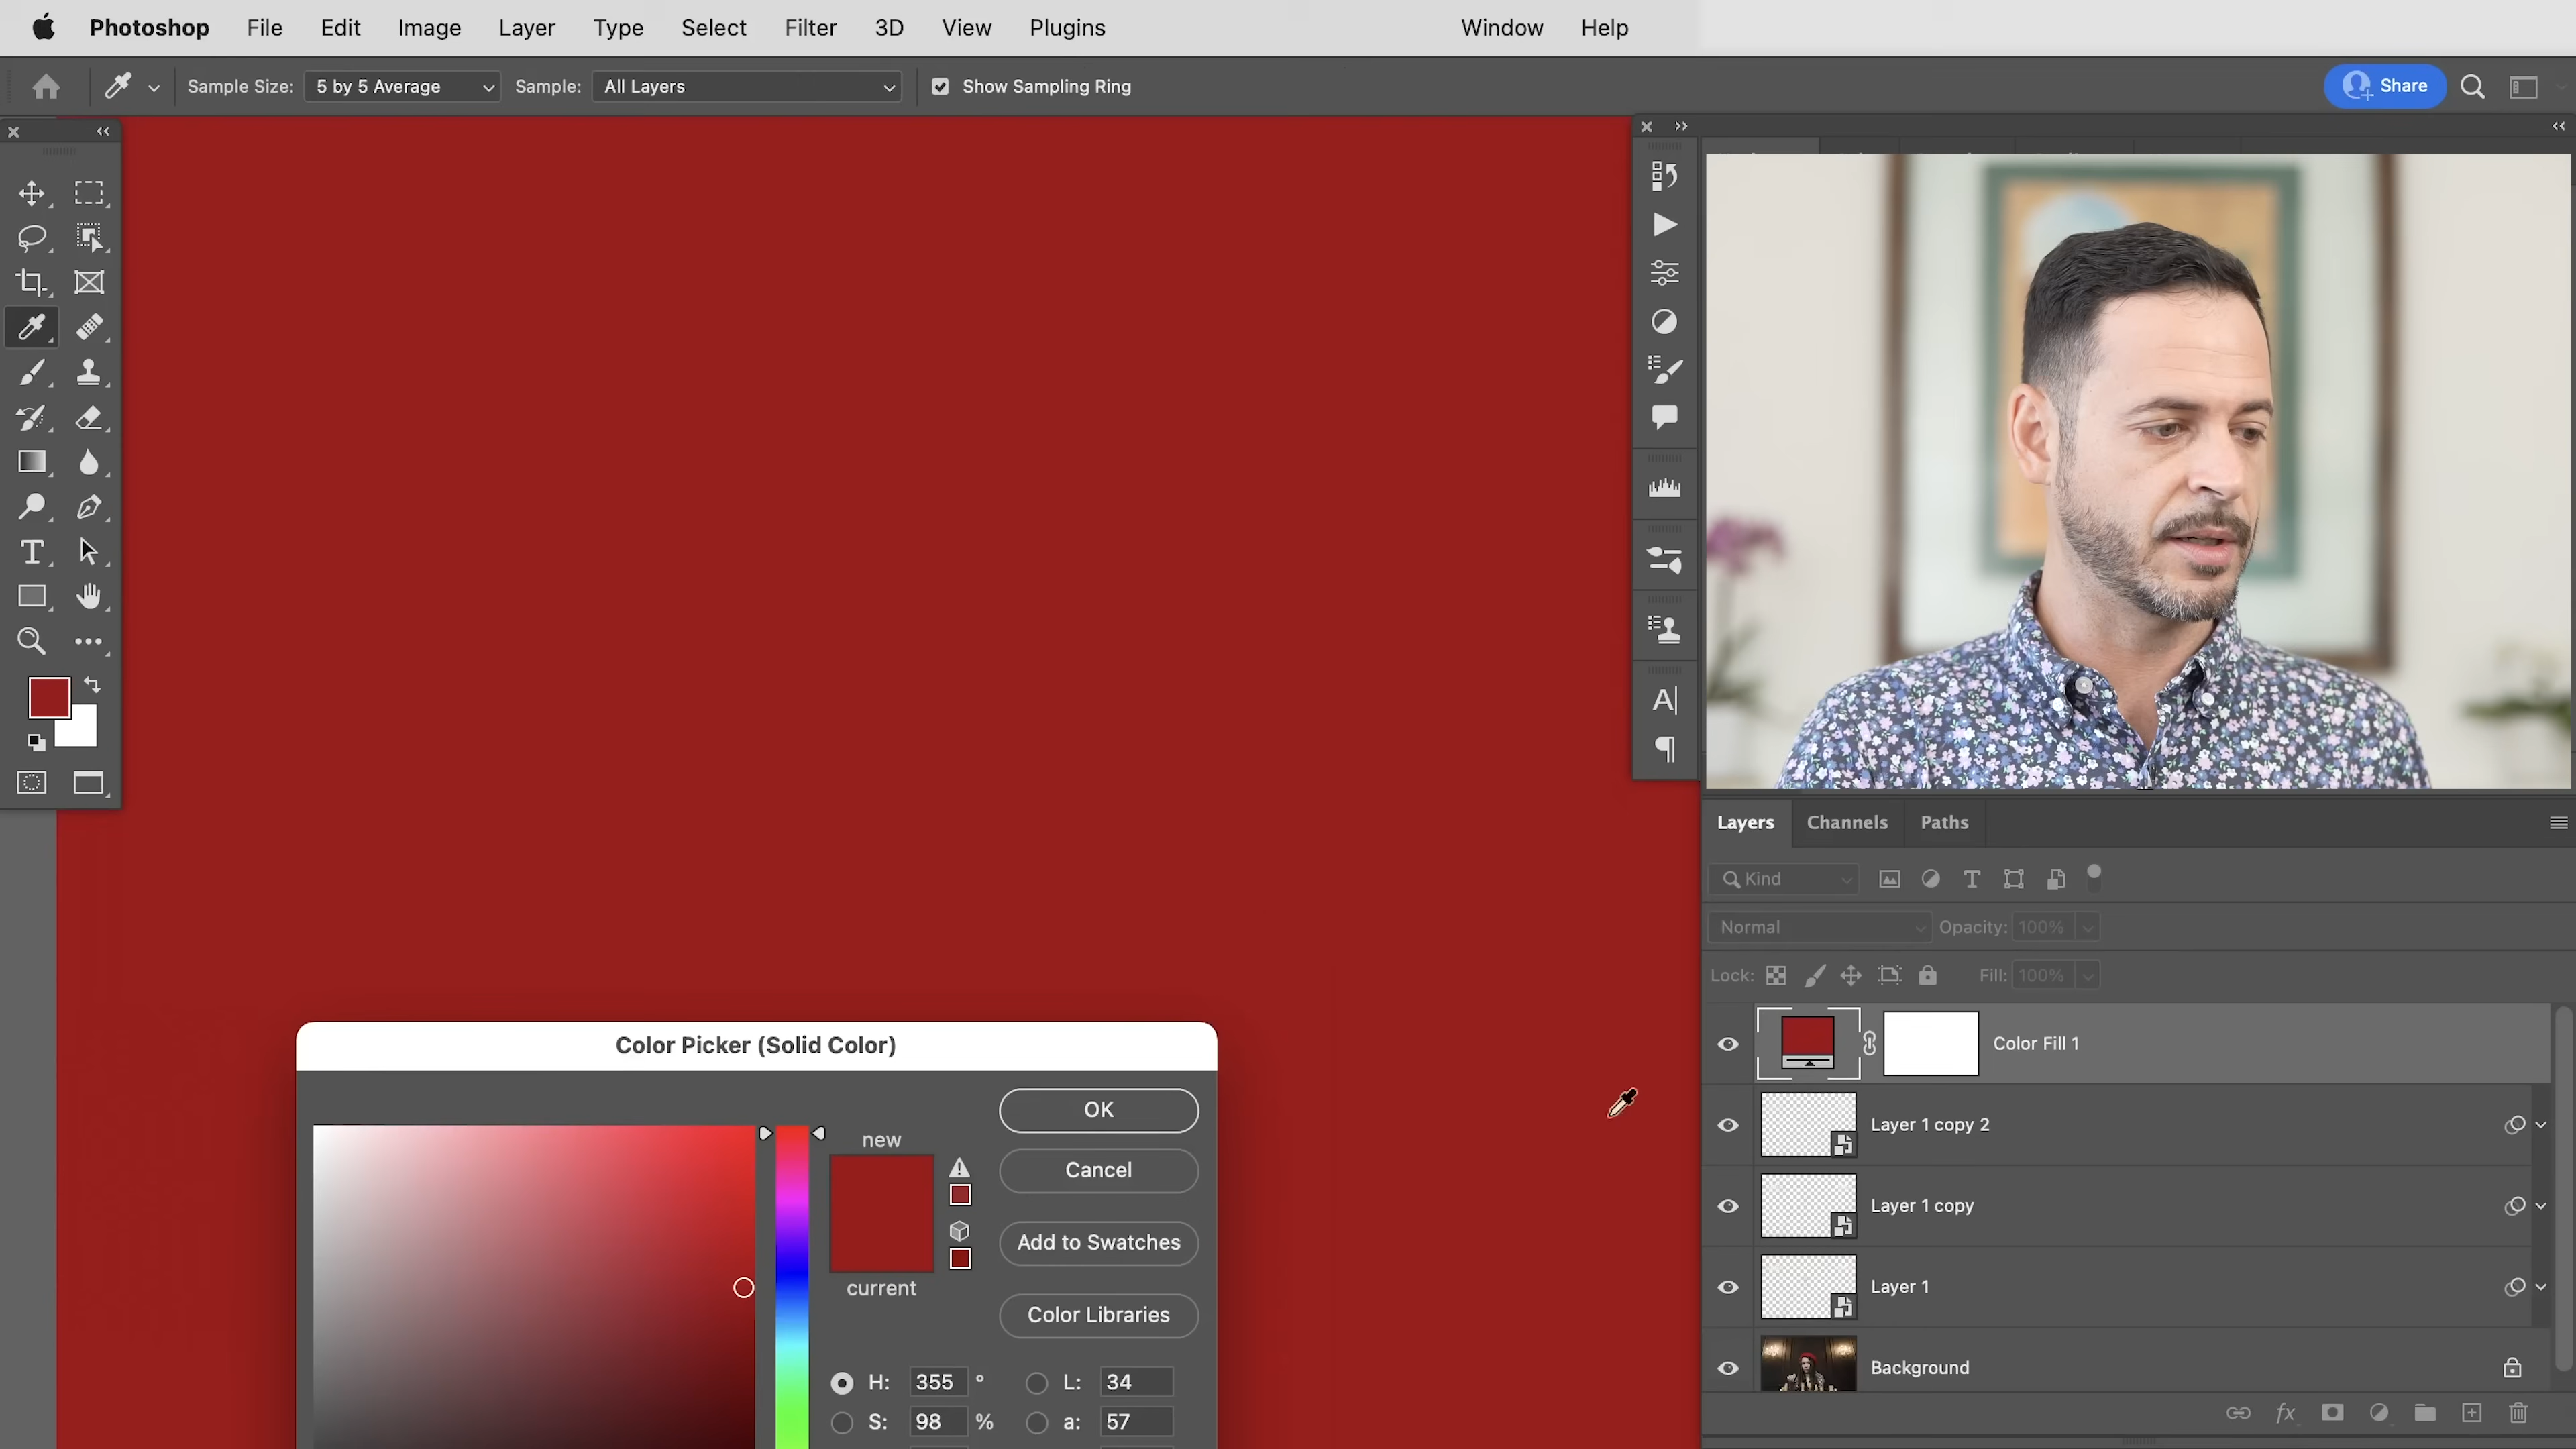 Photoshop File Edit Image Layer Type Select Filter 3D View Plugins Window Help
Sample Size: 5 by 5 Average Sample: All Layers Show Sampling Ring Share
Layers Channels Paths
Kind
Normal Opacity: 100%
Lock: Fill: 100%
Color Fill 1
Layer 1 copy 2
Layer 1 copy
Layer 1
Background
Color Picker (Solid Color)
new
current
OK
Cancel
Add to Swatches
Color Libraries
H: 355 ° L: 34
S: 98 % a: 57